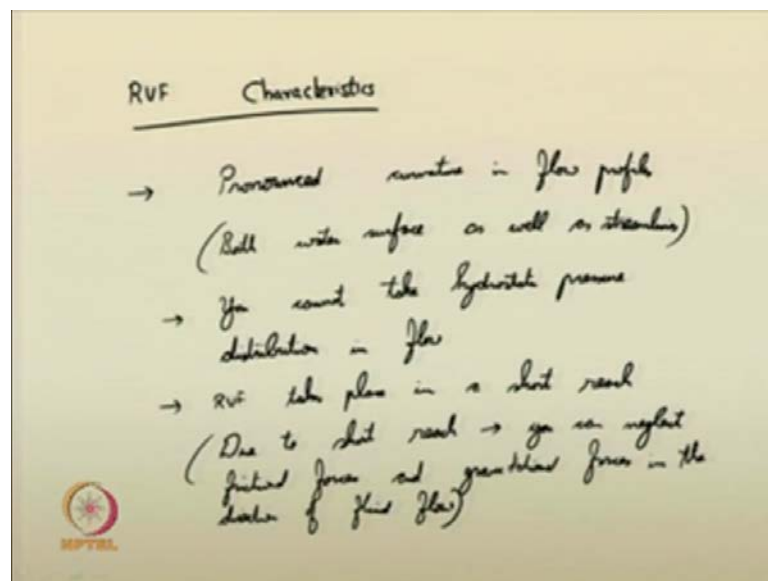 RVF Characteristics
→ Pronounced curvature in flow profile
(Both water surface as well as streamlines)
→ You cannot take hydrostatic pressure
distribution in flow
→ RVF takes place in a short reach
(Due to short reach → you can neglect
frictional forces and gravitational forces in the
direction of fluid flow)
NPTEL